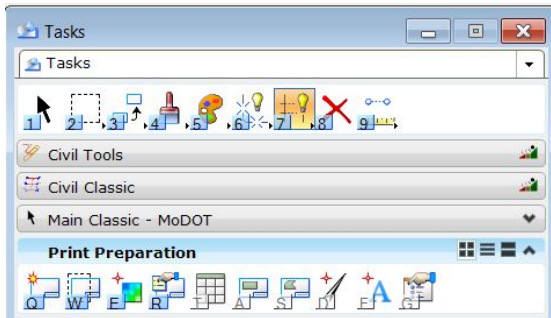 Tasks
Tasks
1 2 3 4 5 6 7 8 9
Civil Tools
Civil Classic
Main Classic - MoDOT
Print Preparation
Q W E R T A S D F G